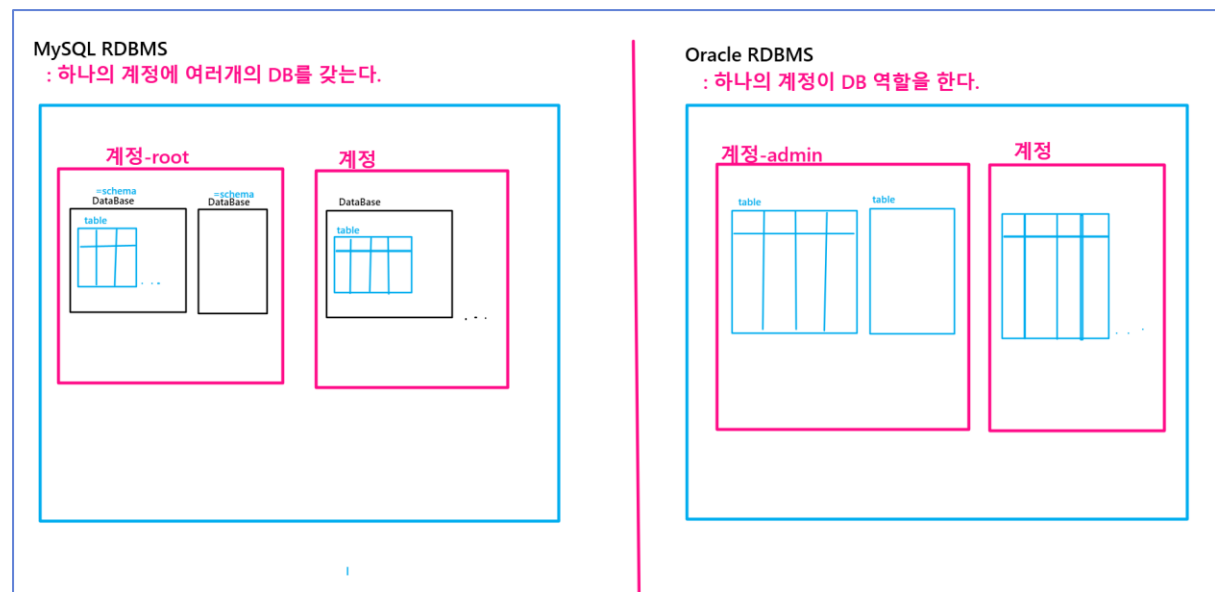 MySQL RDBMS
: 하나의 계정에 여러개의 DB를 갖는다.
계정-root
계정
=schema
DataBase
=schema
DataBase
table
DataBase
table
Oracle RDBMS
: 하나의 계정이 DB 역할을 한다.
계정-admin
계정
table
table